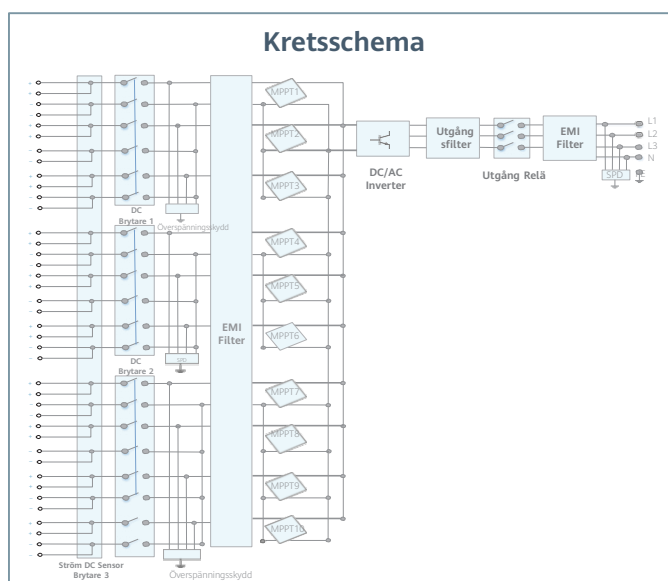 Kretsschema
MPPT1
MPPT2
MPPT3
MPPT4
MPPT5
MPPT6
MPPT7
MPPT8
MPPT9
MPPT10
DC
Brytare 1
Överspänningsskydd
DC
Brytare 2
SPD
EMI
Filter
DC/AC
Inverter
Utgång
sfilter
Utgång Relä
EMI
Filter
L1
L2
L3
N
PE
SPD
Ström DC Sensor
Brytare 3
Överspänningsskydd